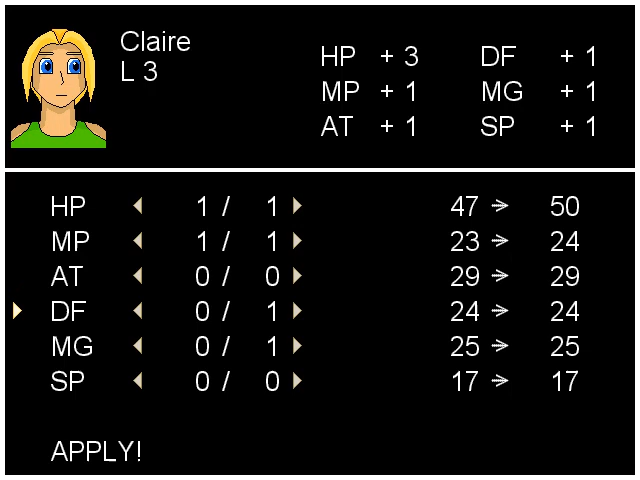 Claire
L 3
HP + 3 DF + 1
MP + 1 MG + 1
AT + 1 SP + 1
HP 1 / 1 47 > 50
MP 1 / 1 23 > 24
AT 0 / 0 29 > 29
DF 0 / 1 24 > 24
MG 0 / 1 25 > 25
SP 0 / 0 17 > 17
APPLY!